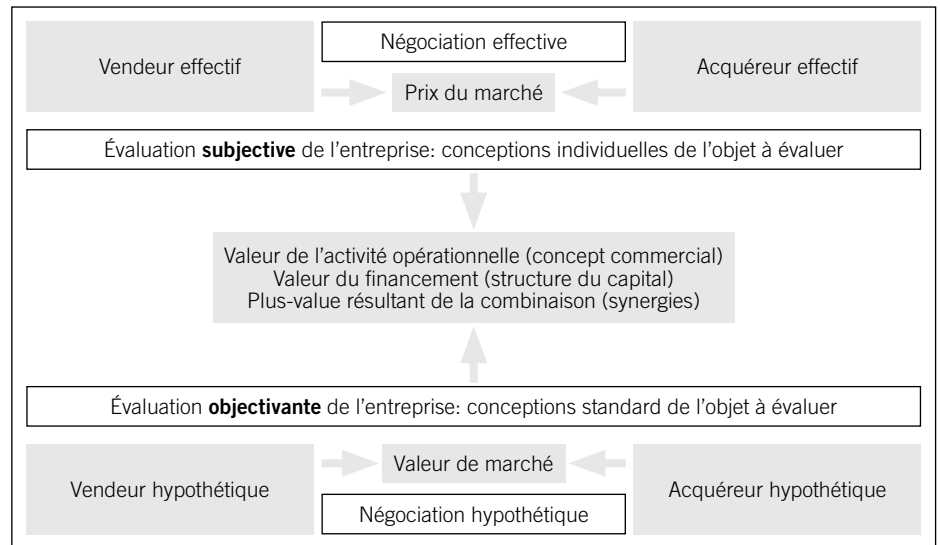 Négociation effective
Vendeur effectif
Acquéreur effectif
Prix du marché
Évaluation subjective de l'entreprise: conceptions individuelles de l'objet à évaluer
Valeur de l'activité opérationnelle (concept commercial)
Valeur du financement (structure du capital)
Plus-value résultant de la combinaison (synergies)
Évaluation objectivante de l'entreprise: conceptions standard de l'objet à évaluer
Valeur de marché
Vendeur hypothétique
Acquéreur hypothétique
Négociation hypothétique